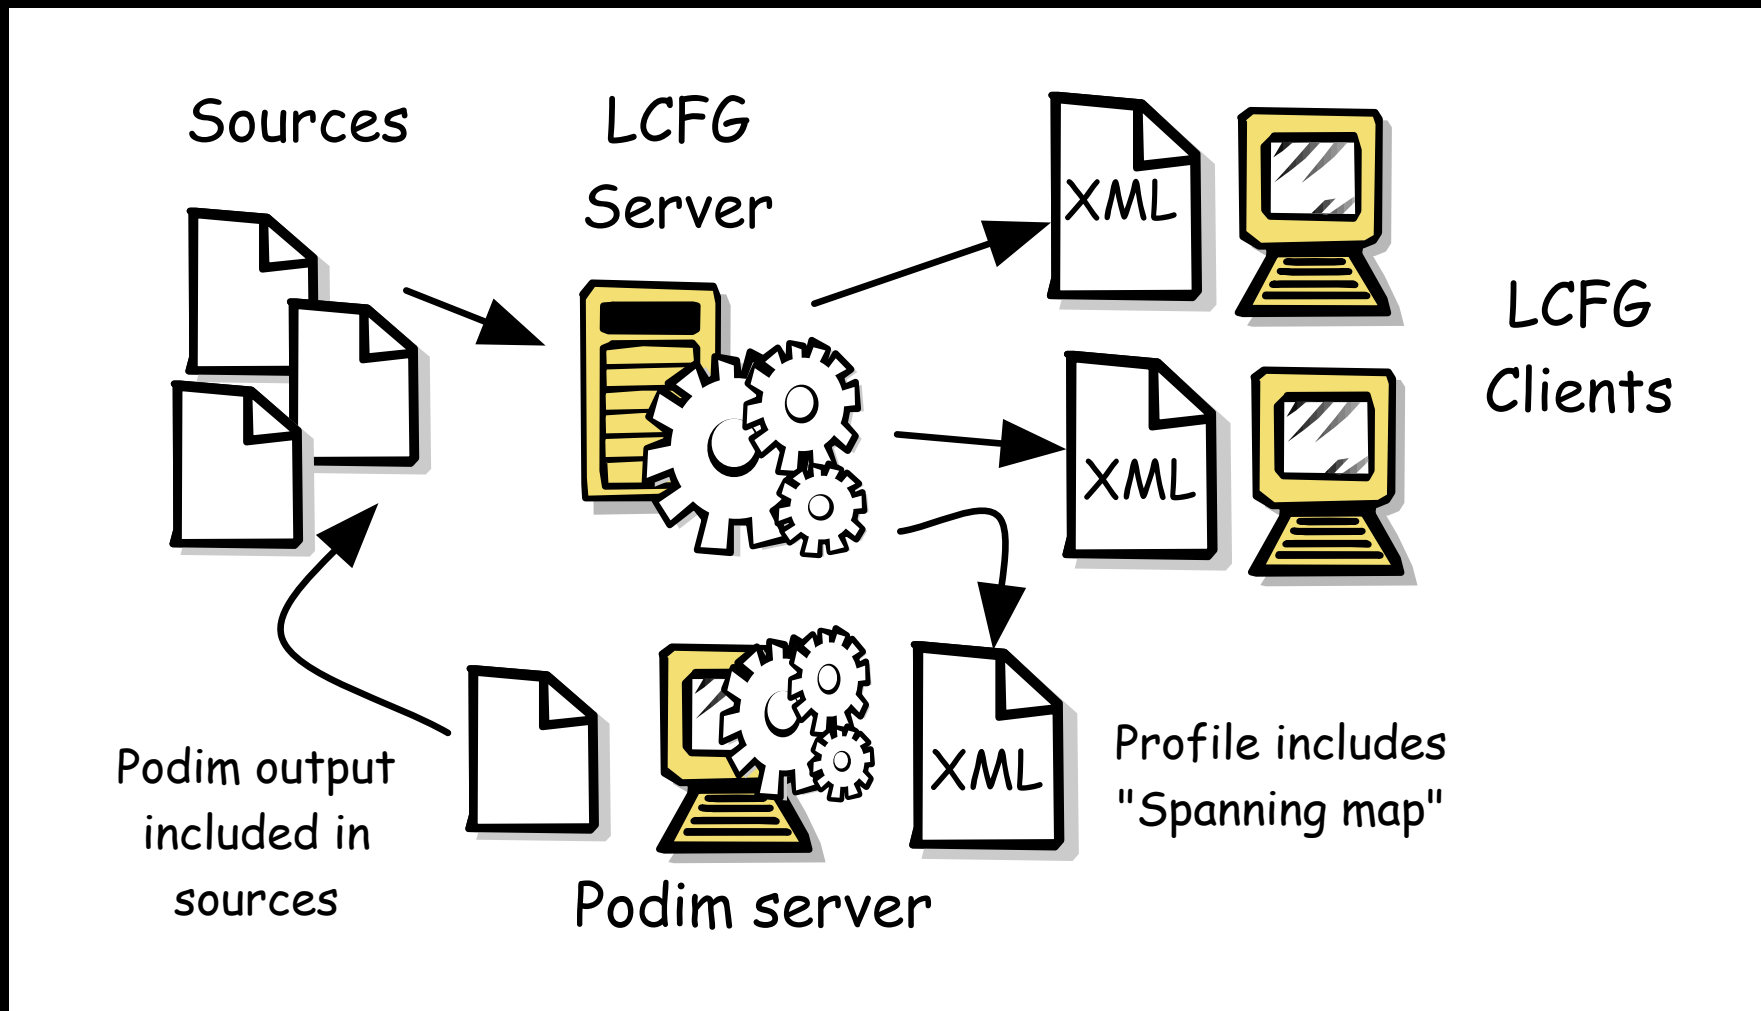 Sources
LCFG
Server
XML
LCFG
Clients
XML
Podim output
included in
sources
XML
Profile includes
"Spanning map"
Podim server